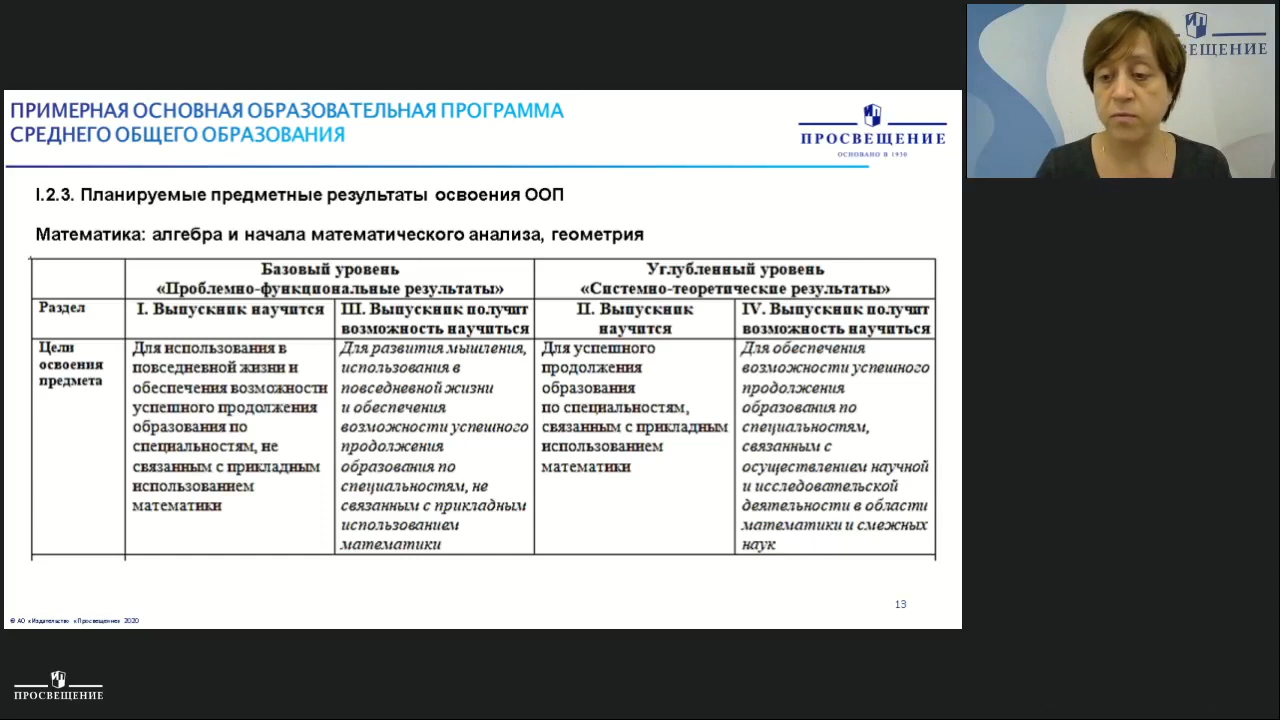 ПРИМЕРНАЯ ОСНОВНАЯ ОБРАЗОВАТЕЛЬНАЯ ПРОГРАММА
СРЕДНЕГО ОБЩЕГО ОБРАЗОВАНИЯ
ПРОСВЕЩЕНИЕ
ОСНОВАНО В 1930
I.2.3. Планируемые предметные результаты освоения ООП
Математика: алгебра и начала математического анализа, геометрия
Базовый уровень
«Проблемно-функциональные результаты»
Углубленный уровень
«Системно-теоретические результаты»
Раздел
I. Выпускник научится
III. Выпускник получит
возможность научиться
II. Выпускник
научится
IV. Выпускник получит
возможность научиться
Цели
освоения
предмета
Для использования в
повседневной жизни и
обеспечения возможности
успешного продолжения
образования по
специальностям, не
связанным с прикладным
использованием
математики
Для развития мышления,
использования в
повседневной жизни
и обеспечения
возможности успешного
продолжения
образования по
специальностям, не
связанным с прикладным
использованием
математики
Для успешного
продолжения
образования
по специальностям,
связанным с прикладным
использованием
математики
Для обеспечения
возможности успешного
продолжения
образования по
специальностям,
связанным с
осуществлением научной
и исследовательской
деятельности в области
математики и смежных
наук
13
© АО «Издательство «Просвещение» 2020
ПРОСВЕЩЕНИЕ
СВЕЩЕНИЕ